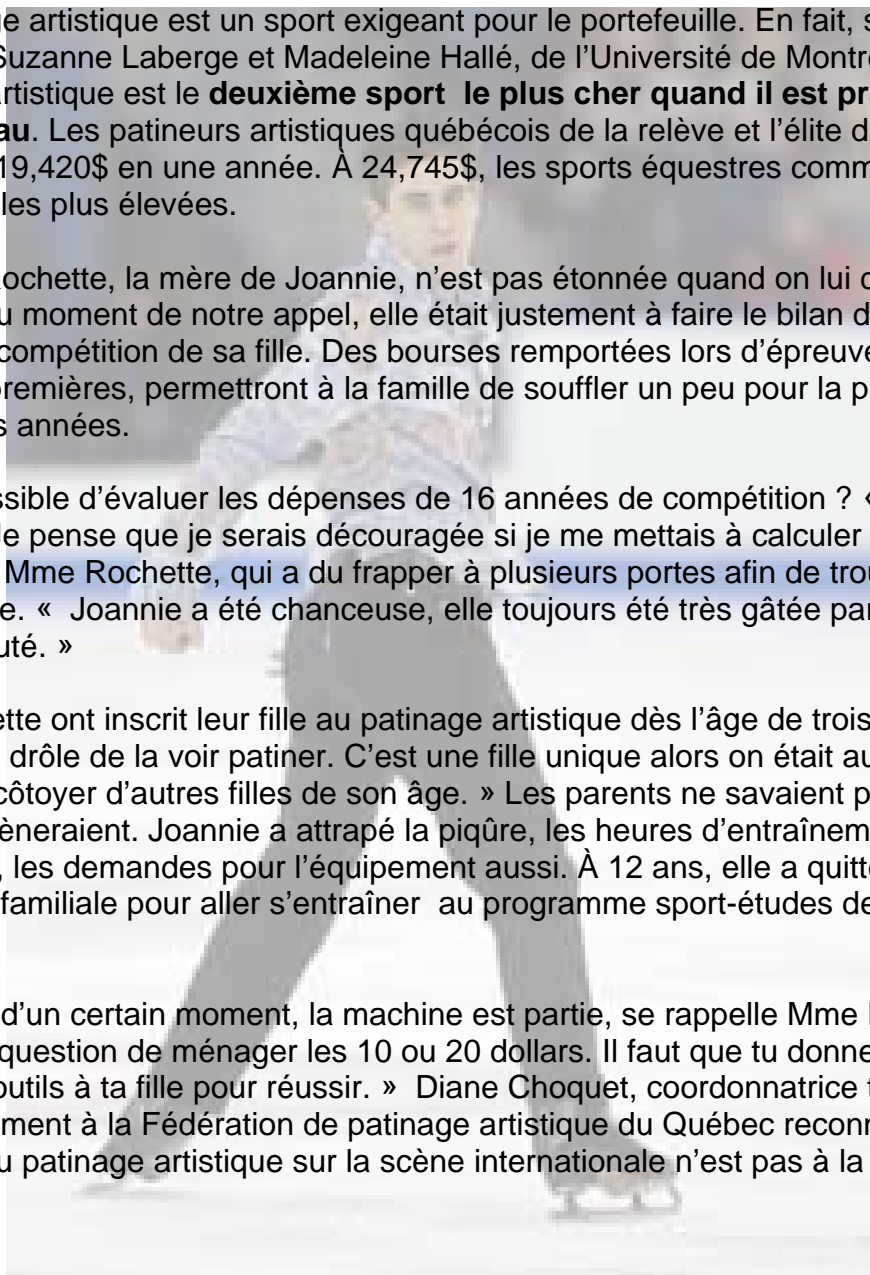 e artistique est un sport exigeant pour le portefeuille. En fait, s
Suzanne Laberge et Madeleine Hallé, de l’Université de Montr
artistique est le deuxième sport le plus cher quand il est pr
au. Les patineurs artistiques québécois de la relève et l’élite d
19,420$ en une année. À 24,745$, les sports équestres comm
les plus élevées.
Rochette, la mère de Joannie, n’est pas étonnée quand on lui
u moment de notre appel, elle était justement à faire le bilan d
compétition de sa fille. Des bourses remportées lors d’épreuve
premières, permettront à la famille de souffler un peu pour la p
s années.
ssible d’évaluer les dépenses de 16 années de compétition ? «
Je pense que je serais découragée si je me mettais à calculer
Mme Rochette, qui a du frapper à plusieurs portes afin de trou
e. « Joannie a été chanceuse, elle toujours été très gâtée par
uté. »
ette ont inscrit leur fille au patinage artistique dès l’âge de trois
drôle de la voir patiner. C’est une fille unique alors on était au
côtoyer d’autres filles de son âge. » Les parents ne savaient p
èneraient. Joannie a attrapé la piqûre, les heures d’entraînem
, les demandes pour l’équipement aussi. À 12 ans, elle a quitt
familiale pour aller s’entraîner au programme sport-études de
d’un certain moment, la machine est partie, se rappelle Mme
question de ménager les 10 ou 20 dollars. Il faut que tu donne
outils à ta fille pour réussir. » Diane Choquet, coordonnatrice t
ment à la Fédération de patinage artistique du Québec reconn
u patinage artistique sur la scène internationale n’est pas à la